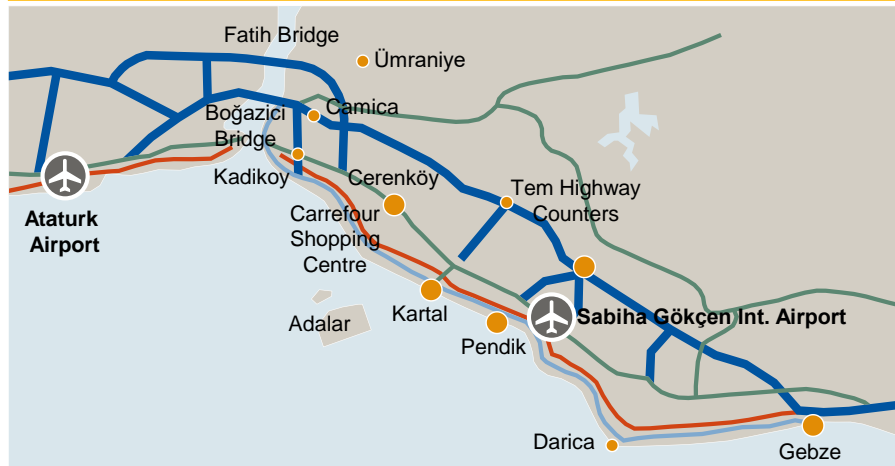 Fatih Bridge
Ümraniye
Boğazici
Bridge
Camica
Kadikoy
Cerenköy
Tem Highway
Counters
Ataturk
Airport
Carrefour
Shopping
Centre
Adalar
Kartal
Sabiha Gökçen Int. Airport
Pendik
Darica
Gebze